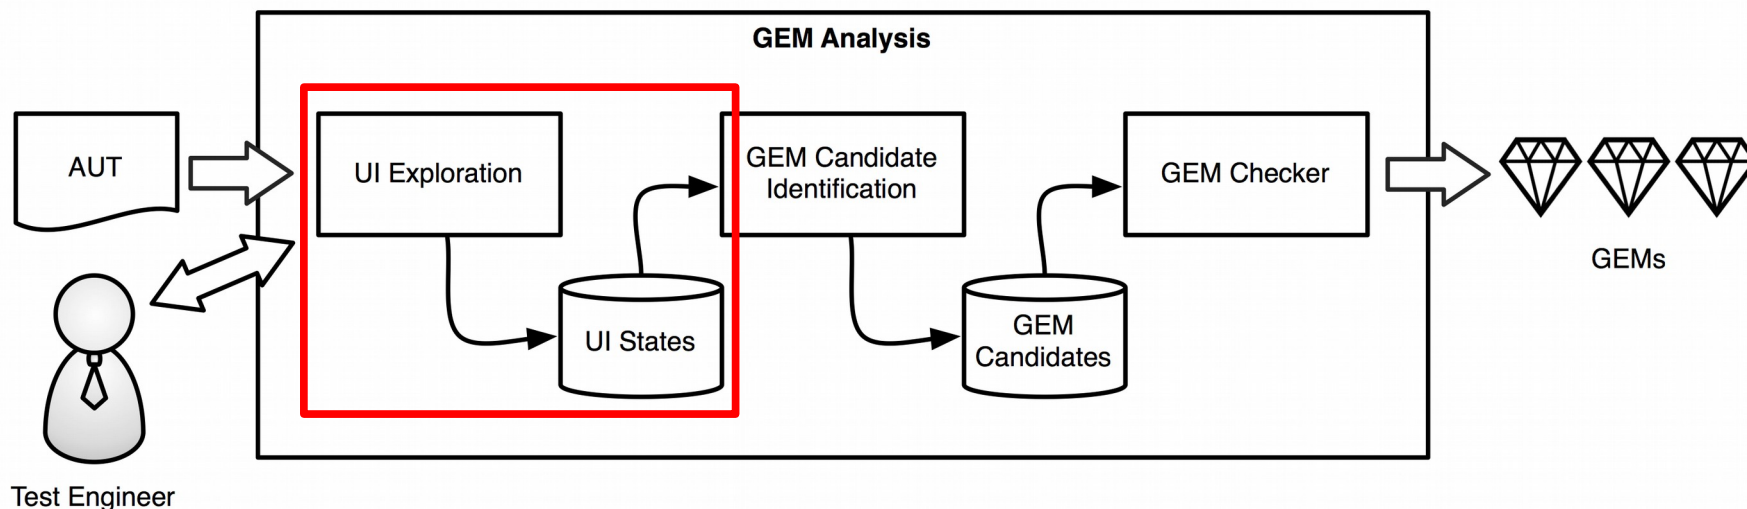 GEM Analysis
AUT
UI Exploration
GEM Candidate
Identification
GEM Checker
UI States
GEM
Candidates
GEMs
Test Engineer